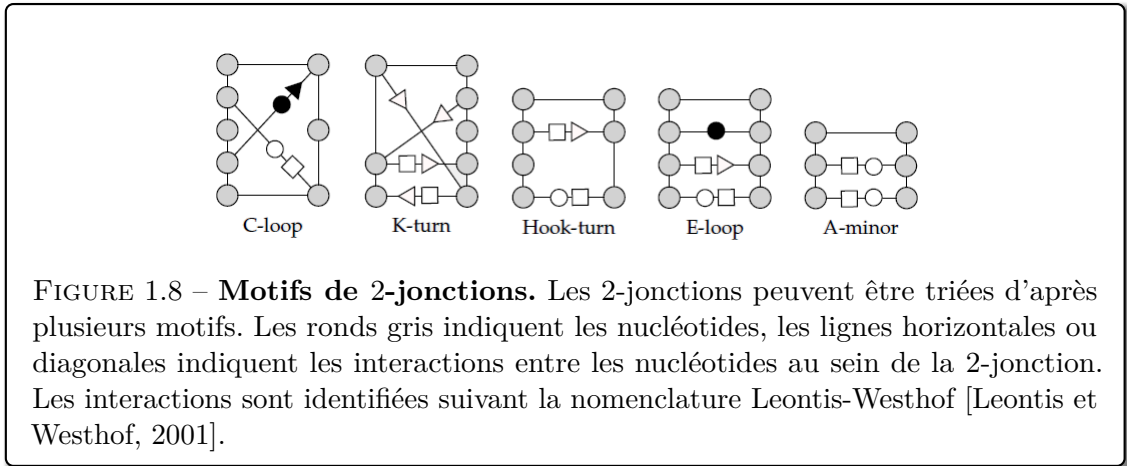 C-loop K-turn Hook-turn E-loop A-minor
FIGURE 1.8 – Motifs de 2-jonctions. Les 2-jonctions peuvent être triées d'après
plusieurs motifs. Les ronds gris indiquent les nucléotides, les lignes horizontales ou
diagonales indiquent les interactions entre les nucléotides au sein de la 2-jonction.
Les interactions sont identifiées suivant la nomenclature Leontis-Westhof [Leontis et
Westhof, 2001].